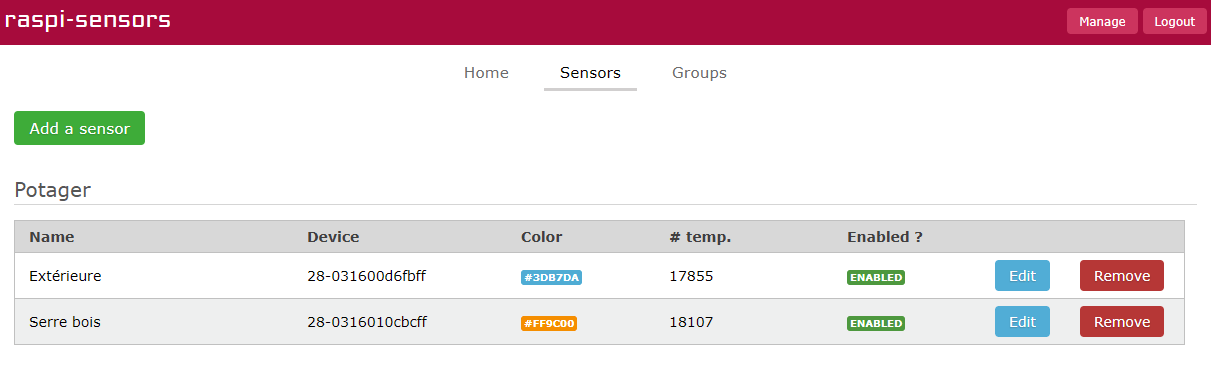 raspi-sensors Manage Logout
Home Sensors Groups
Add a sensor
Potager
Name Device Color # temp. Enabled ?
Extérieure 28-031600d6fbff #3DB7DA 17855 ENABLED Edit Remove
Serre bois 28-0316010cbcff #FF9C00 18107 ENABLED Edit Remove